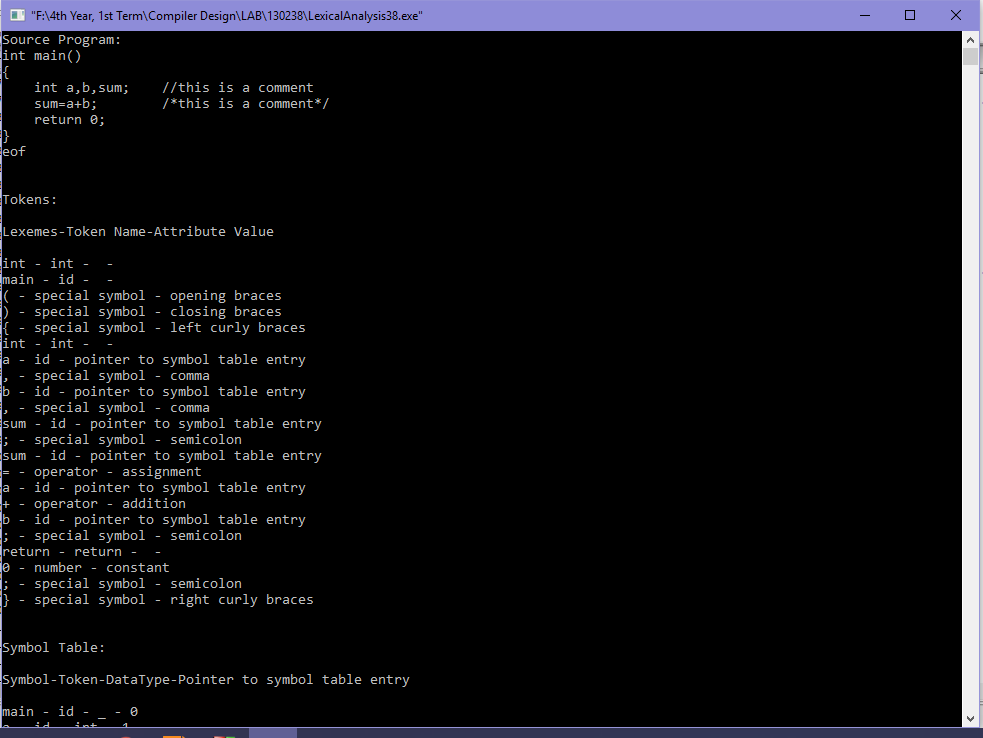 "F:\4th Year, 1st Term\Compiler Design\LAB\130238\LexicalAnalysis38.exe"
Source Program:
int main()
{
    int a,b,sum;    //this is a comment
    sum=a+b;        /*this is a comment*/
    return 0;
}
eof
Tokens:
Lexemes-Token Name-Attribute Value
int - int -  -
main - id -  -
( - special symbol - opening braces
) - special symbol - closing braces
{ - special symbol - left curly braces
int - int -  -
a - id - pointer to symbol table entry
, - special symbol - comma
b - id - pointer to symbol table entry
, - special symbol - comma
sum - id - pointer to symbol table entry
; - special symbol - semicolon
sum - id - pointer to symbol table entry
= - operator - assignment
a - id - pointer to symbol table entry
+ - operator - addition
b - id - pointer to symbol table entry
; - special symbol - semicolon
return - return -  -
0 - number - constant
; - special symbol - semicolon
} - special symbol - right curly braces
Symbol Table:
Symbol-Token-DataType-Pointer to symbol table entry
main - id - _ - 0
a - id - int - 1